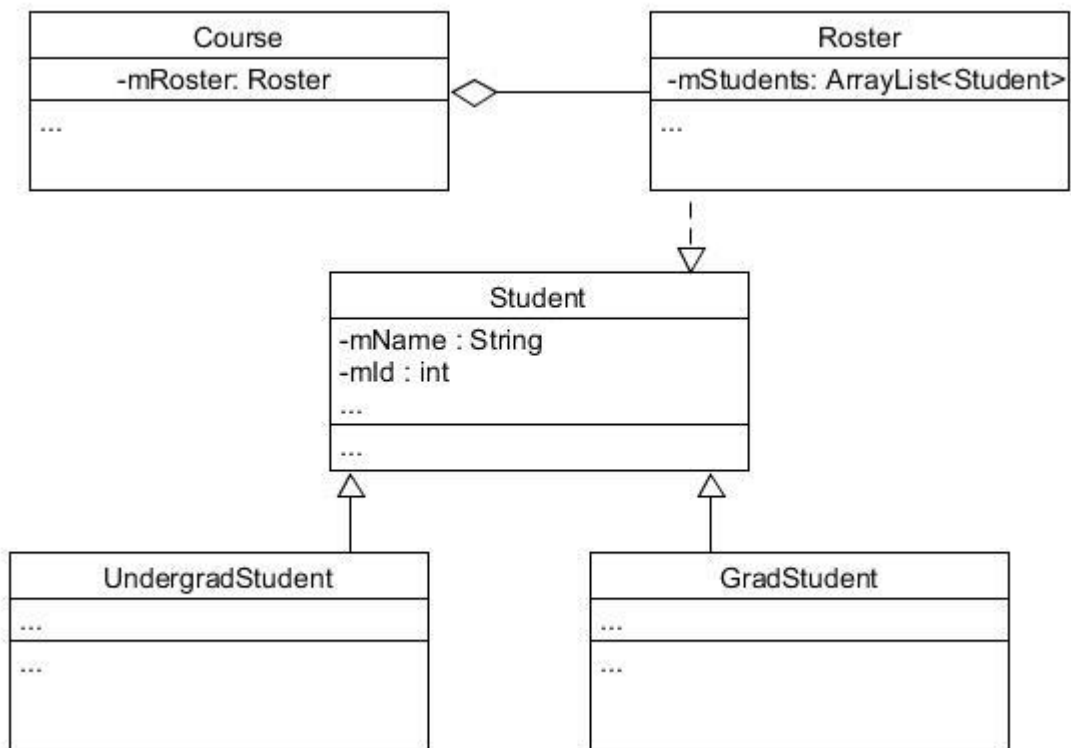 Course
-mRoster: Roster
...
Roster
-mStudents: ArrayList<Student>
...
Student
-mName : String
-mId : int
...
...
UndergradStudent
...
...
GradStudent
...
...